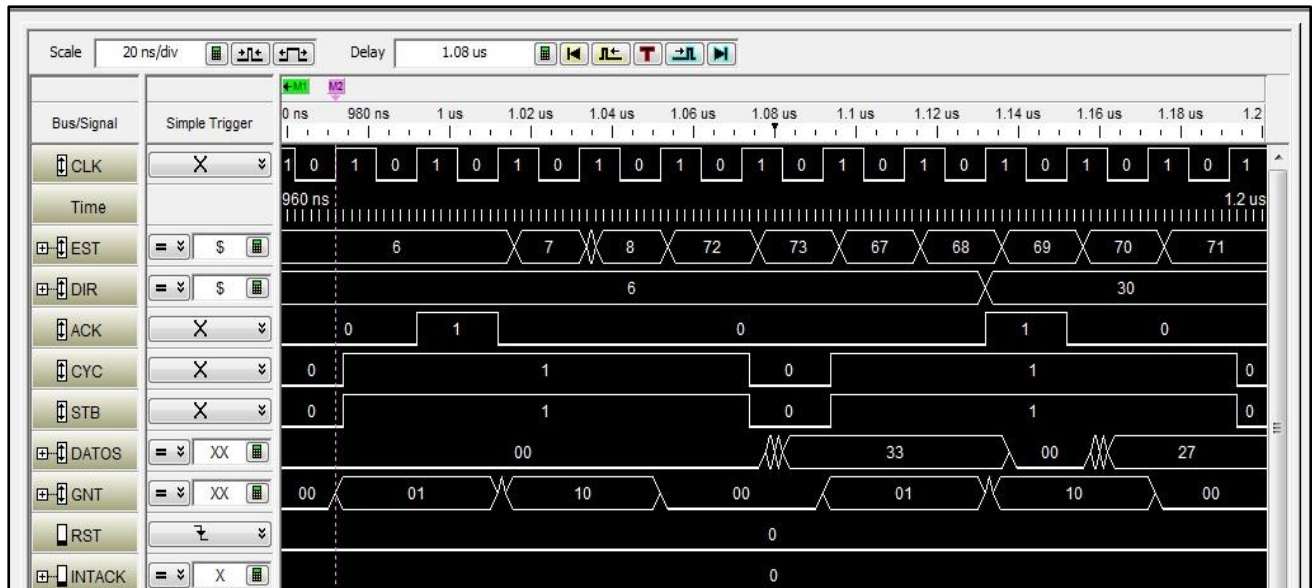 Scale 20 ns/div Delay 1.08 us T
M1 M2
Bus/Signal Simple Trigger 0 ns 980 ns 1 us 1.02 us 1.04 us 1.06 us 1.08 us 1.1 us 1.12 us 1.14 us 1.16 us 1.18 us 1.2
CLK X 1 0 1 0 1 0 1 0 1 0 1 0 1 0 1 0 1 0 1 0 1 0 1 0 1
Time 960 ns 1.2 us
EST = $ 6 7 8 72 73 67 68 69 70 71
DIR = $ 6 30
ACK X 0 1 0 1 0
CYC X 0 1 0 1 0
STB X 0 1 0 1 0
DATOS = XX 00 33 00 27
GNT = XX 00 01 10 00 01 10 00
RST 0
INTACK = X 0